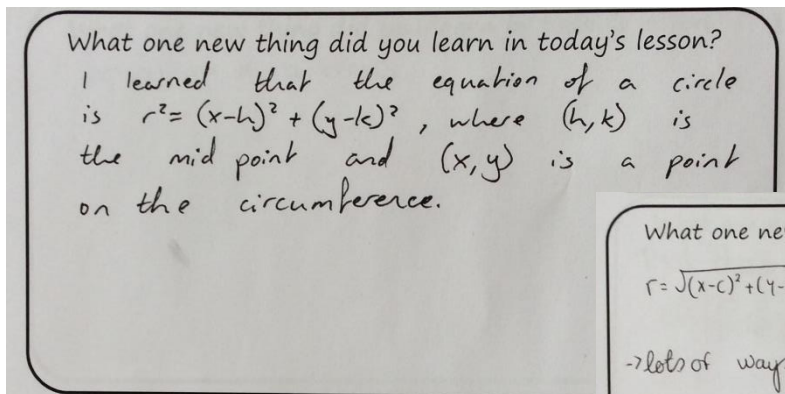 What one new thing did you learn in today's lesson?
I learned that the equation of a circle
is r²= (x-h)² + (y-k)² , where (h,k) is
the mid point and (x,y) is a point
on the circumference.
What one ne
r= √(x-c)²+(y-
→ lots of way